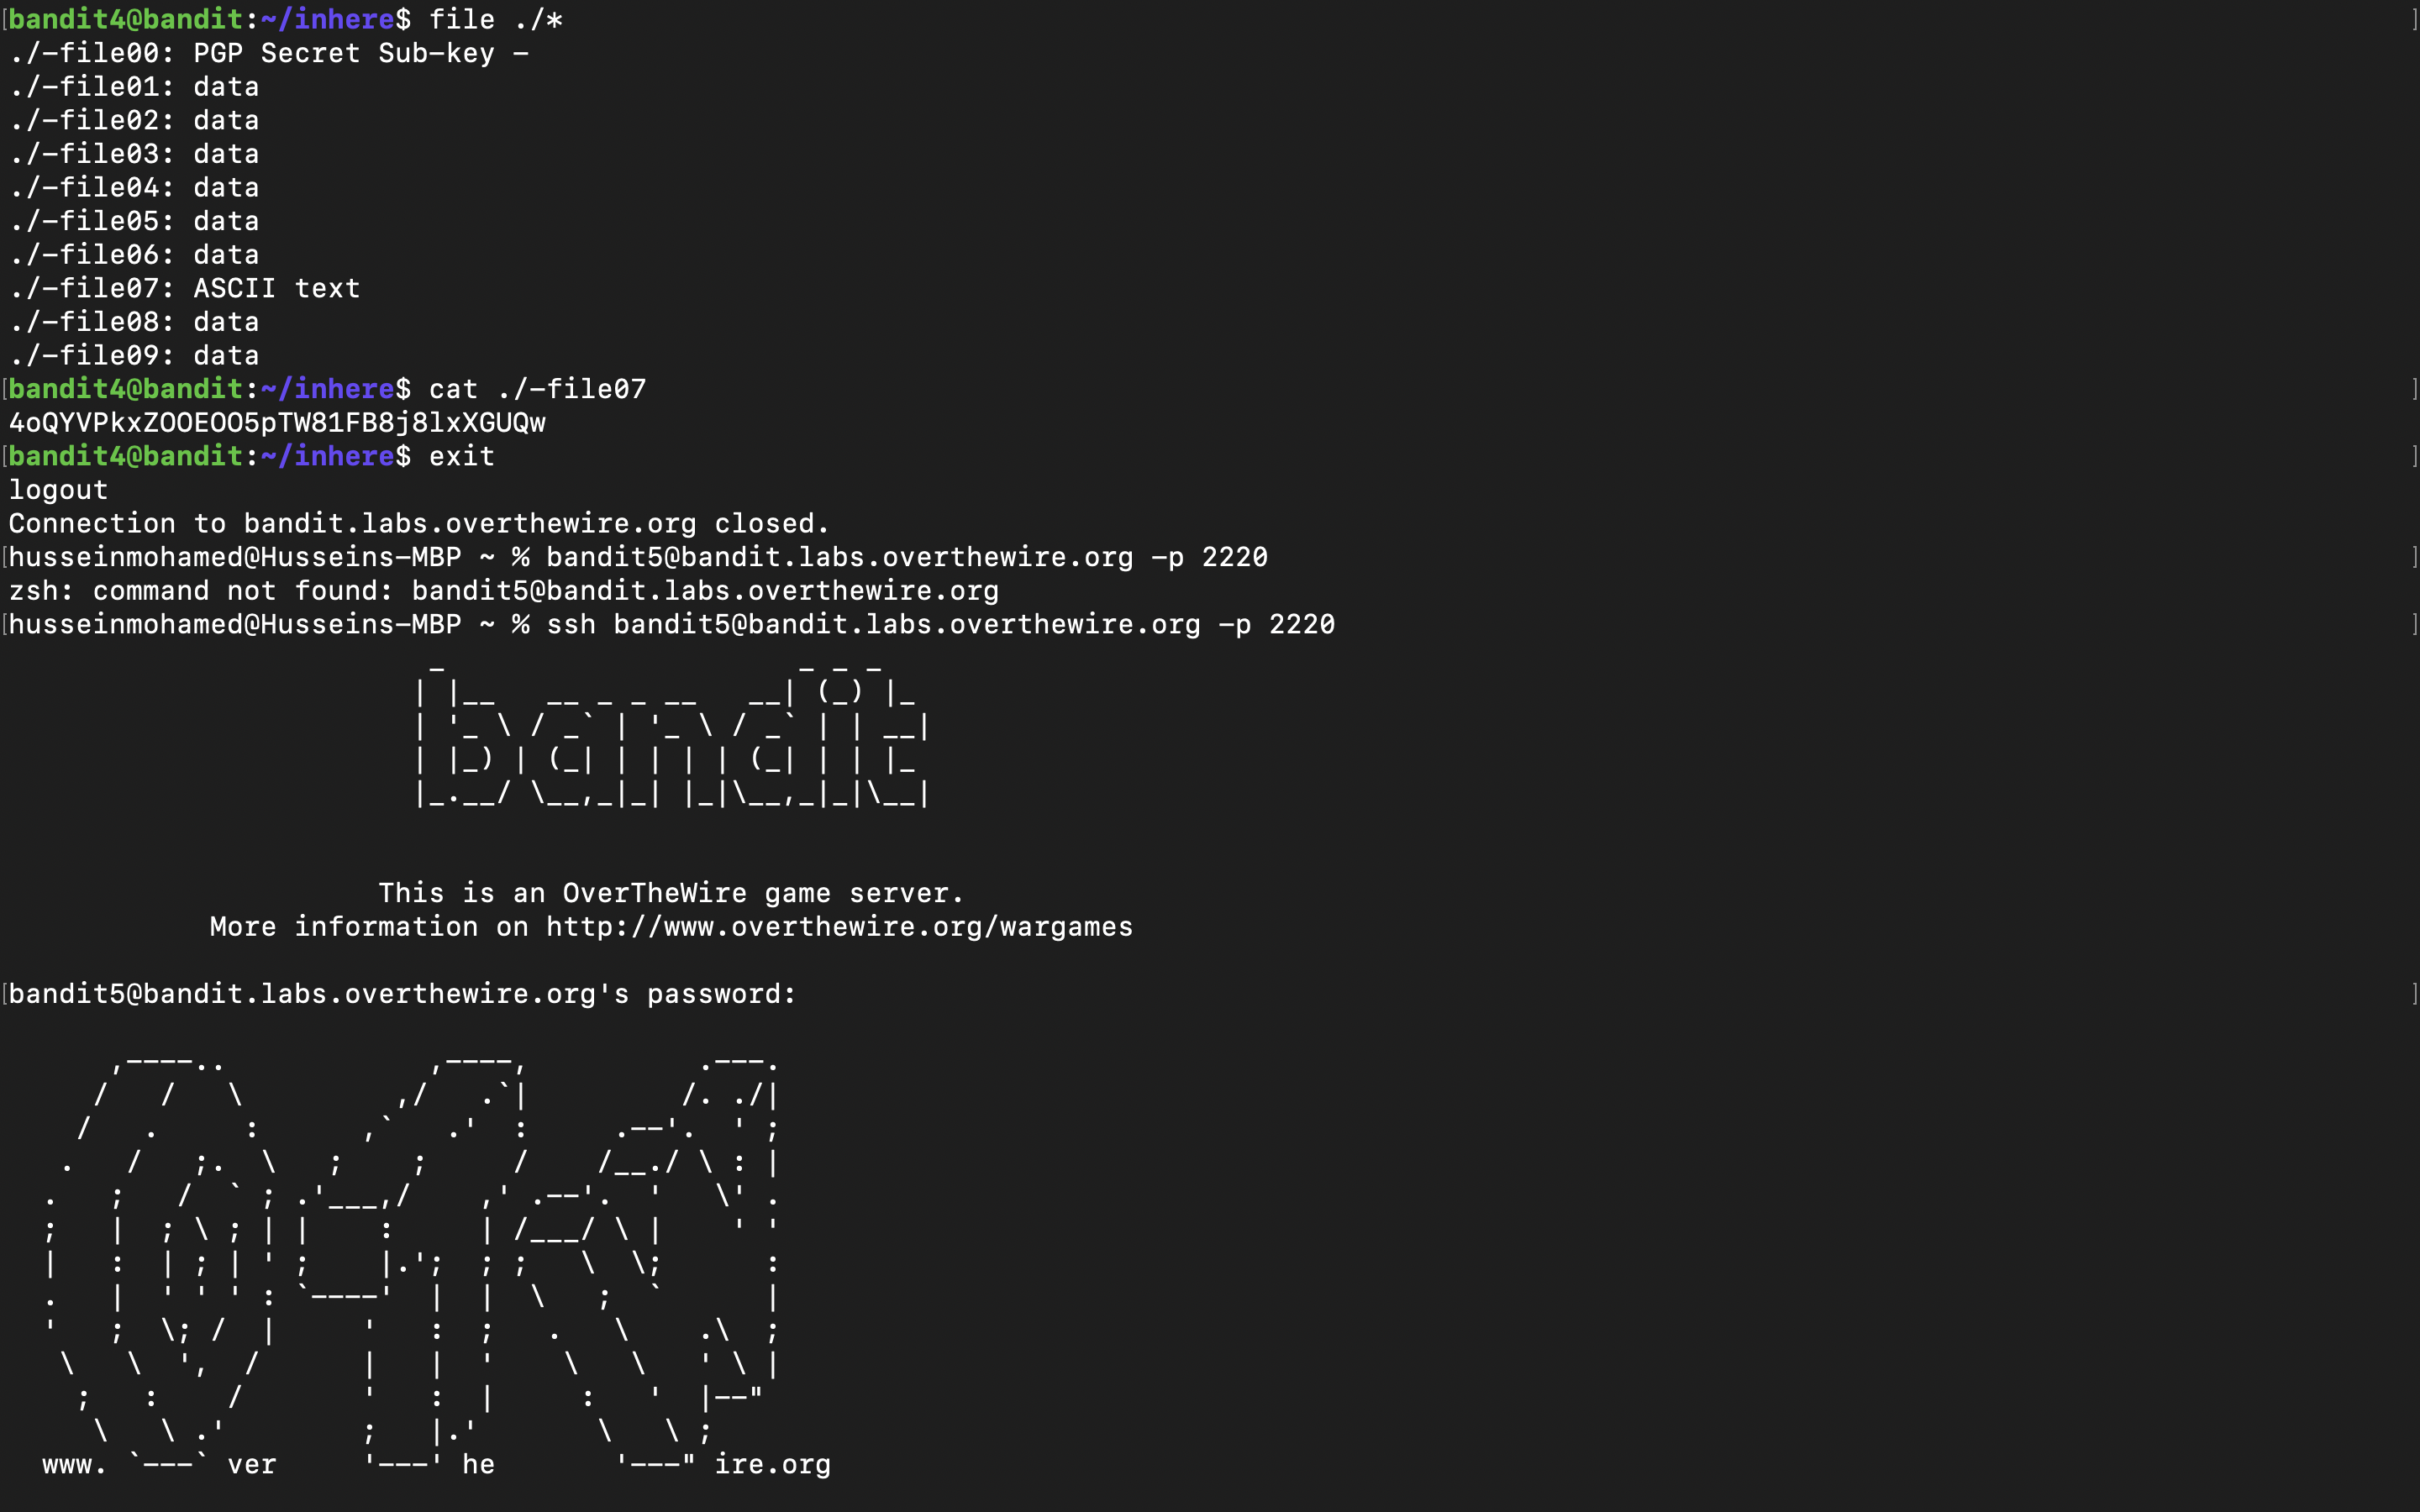 bandit4@bandit:~/inhere$ file ./*
./-file00: PGP Secret Sub-key -
./-file01: data
./-file02: data
./-file03: data
./-file04: data
./-file05: data
./-file06: data
./-file07: ASCII text
./-file08: data
./-file09: data
bandit4@bandit:~/inhere$ cat ./-file07
4oQYVPkxZOOEOO5pTW81FB8j8lxXGUQw
bandit4@bandit:~/inhere$ exit
logout
Connection to bandit.labs.overthewire.org closed.
husseinmohamed@Husseins-MBP ~ % bandit5@bandit.labs.overthewire.org -p 2220
zsh: command not found: bandit5@bandit.labs.overthewire.org
husseinmohamed@Husseins-MBP ~ % ssh bandit5@bandit.labs.overthewire.org -p 2220
bandit
This is an OverTheWire game server.
More information on http://www.overthewire.org/wargames
bandit5@bandit.labs.overthewire.org's password:
www. ver he ire.org